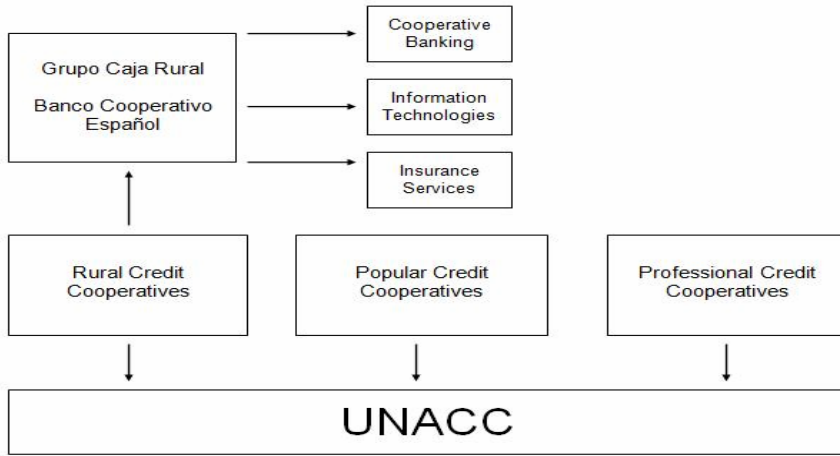 Cooperative
Banking
Grupo Caja Rural
Banco Cooperativo
Español
Information
Technologies
Insurance
Services
Rural Credit
Cooperatives
Popular Credit
Cooperatives
Professional Credit
Cooperatives
UNACC